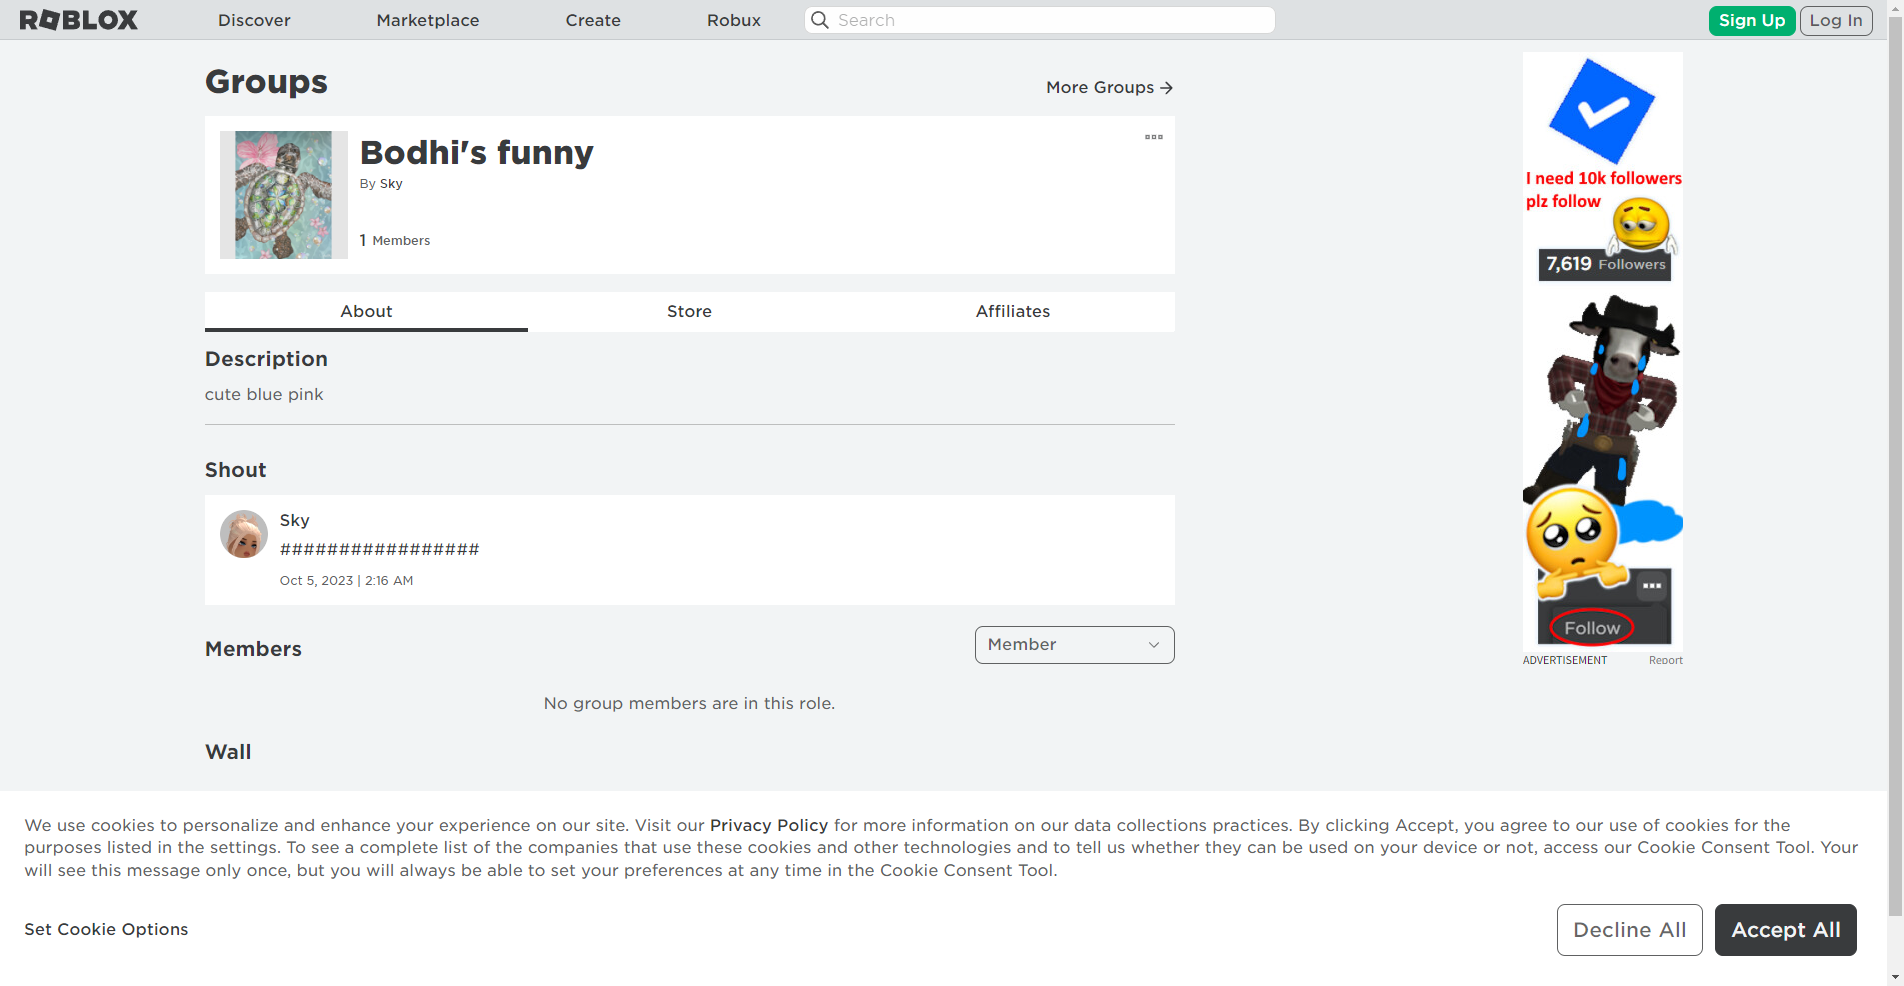 ROBLOX
Discover
Marketplace
Create
Robux
Search
Sign Up
Log In
Groups
More Groups
Bodhi's funny
By Sky
1 Members
About
Store
Affiliates
Description
cute blue pink
Shout
Sky
#################
Oct 5, 2023 | 2:16 AM
Members
Member
No group members are in this role.
Wall
I need 10k followers
plz follow
7,619 Followers
Follow
ADVERTISEMENT
Report
We use cookies to personalize and enhance your experience on our site. Visit our Privacy Policy for more information on our data collections practices. By clicking Accept, you agree to our use of cookies for the
purposes listed in the settings. To see a complete list of the companies that use these cookies and other technologies and to tell us whether they can be used on your device or not, access our Cookie Consent Tool. Your
will see this message only once, but you will always be able to set your preferences at any time in the Cookie Consent Tool.
Set Cookie Options
Decline All
Accept All